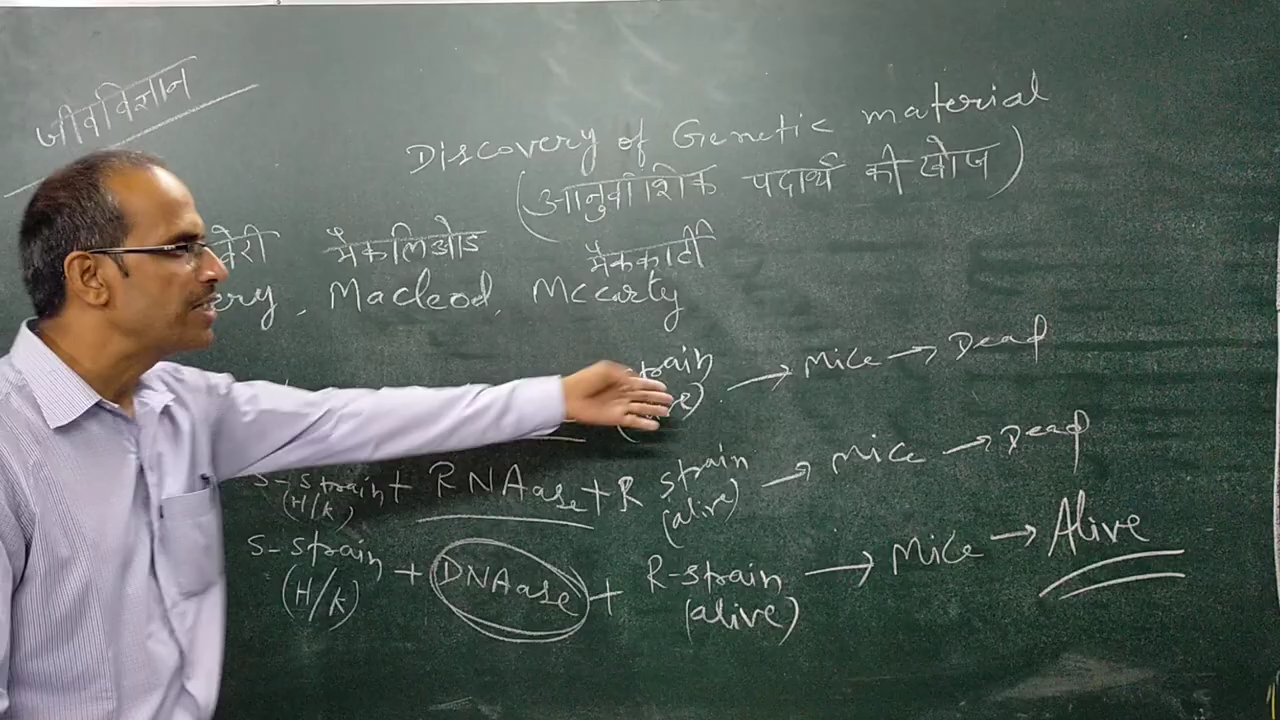 जीवविज्ञान
Discovery of Genetic material
(आनुवांशिक पदार्थ की खोज)
मैकलिओड मैककार्टी
ery, Macleod, Mccarty
→ Mice → Dead
S-strain (H/K) + RNAase + R strain (alive) → Mice → Dead
S-strain (H/K) + DNAase + R-strain (alive) → Mice → Alive